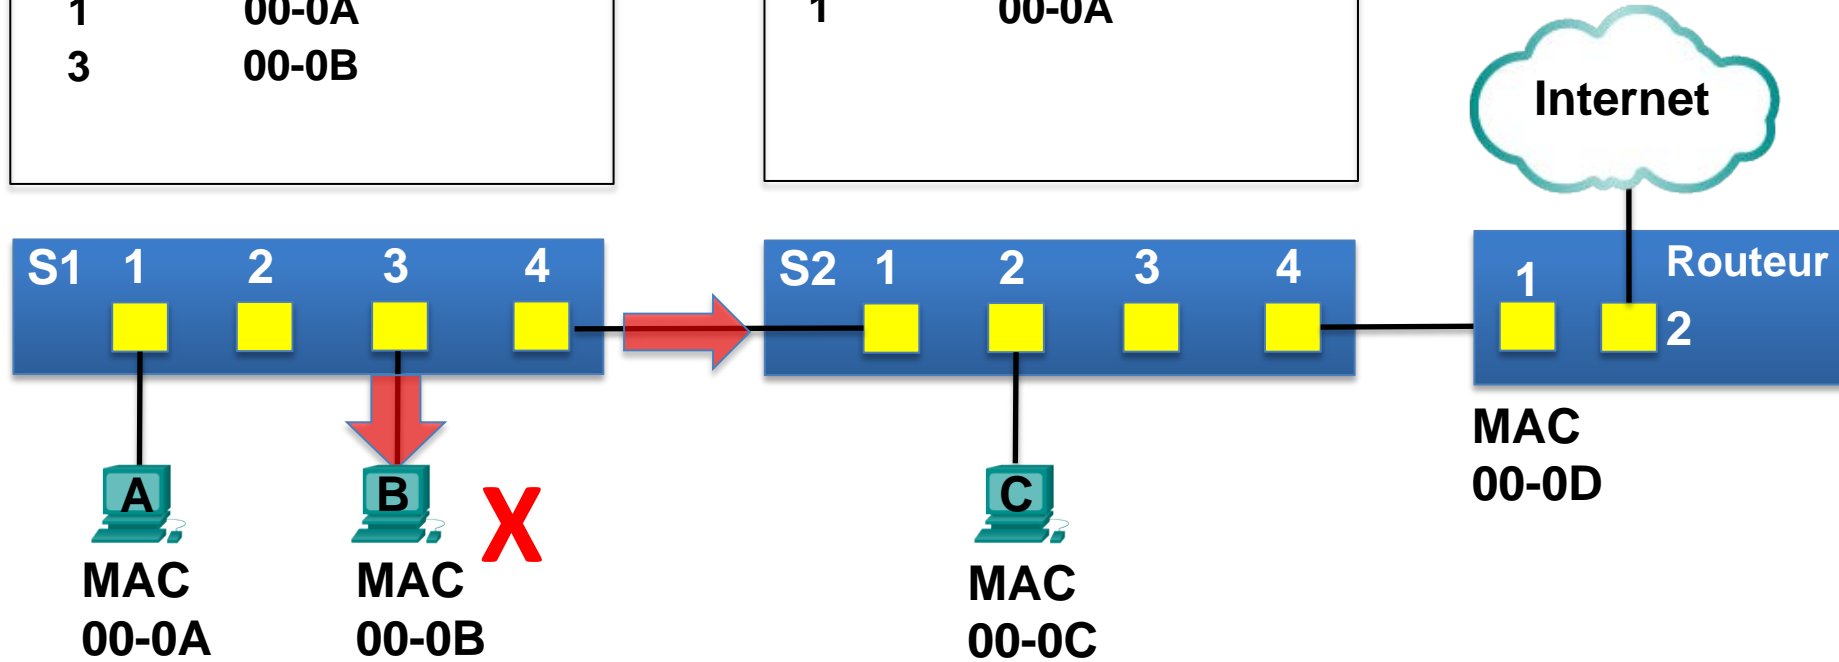 1 00-0A
3 00-0B
1 00-0A
Internet
S1 1 2 3 4
S2 1 2 3 4
1 Routeur
2
A
B
X
C
MAC
00-0A
MAC
00-0B
MAC
00-0C
MAC
00-0D